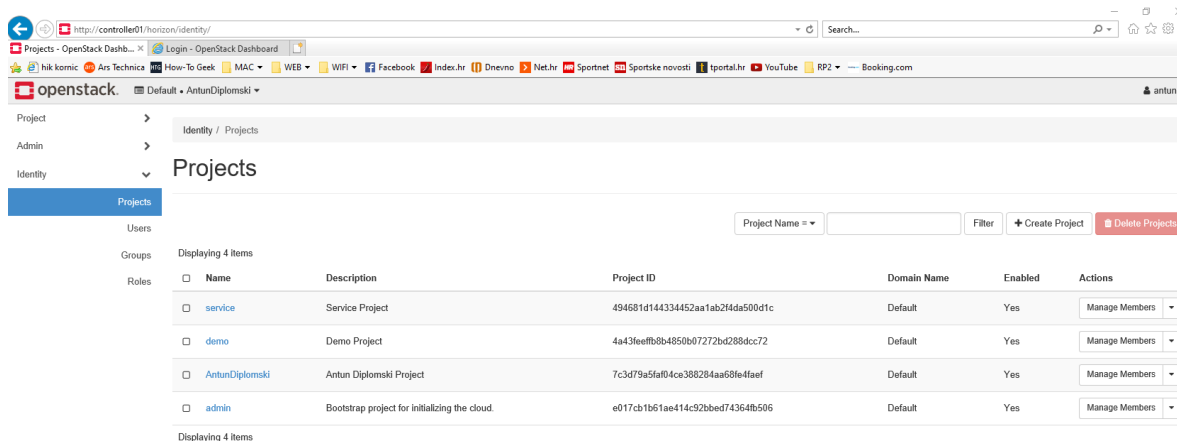 http://controller01/horizon/identity/
Search...
Projects - OpenStack Dashb...
Login - OpenStack Dashboard
hik komic Ars Technica How-To Geek MAC WEB WIFI Facebook Index.hr Dnevno Net.hr Sportnet Sportske novosti tportal.hr YouTube RP2 Booking.com
openstack. Default • AntunDiplomski
antun
Project
Admin
Identity
Projects
Users
Groups
Roles
Identity / Projects
Projects
Project Name = Filter + Create Project Delete Projects
Displaying 4 items
Name Description Project ID Domain Name Enabled Actions
service Service Project 494681d144334452aa1ab2f4da500d1c Default Yes Manage Members
demo Demo Project 4a43feeffb8b4850b07272bd288dcc72 Default Yes Manage Members
AntunDiplomski Antun Diplomski Project 7c3d79a5faf04ce388284aa68fe4faef Default Yes Manage Members
admin Bootstrap project for initializing the cloud. e017cb1b61ae414c92bbed74364fb506 Default Yes Manage Members
Displaying 4 items